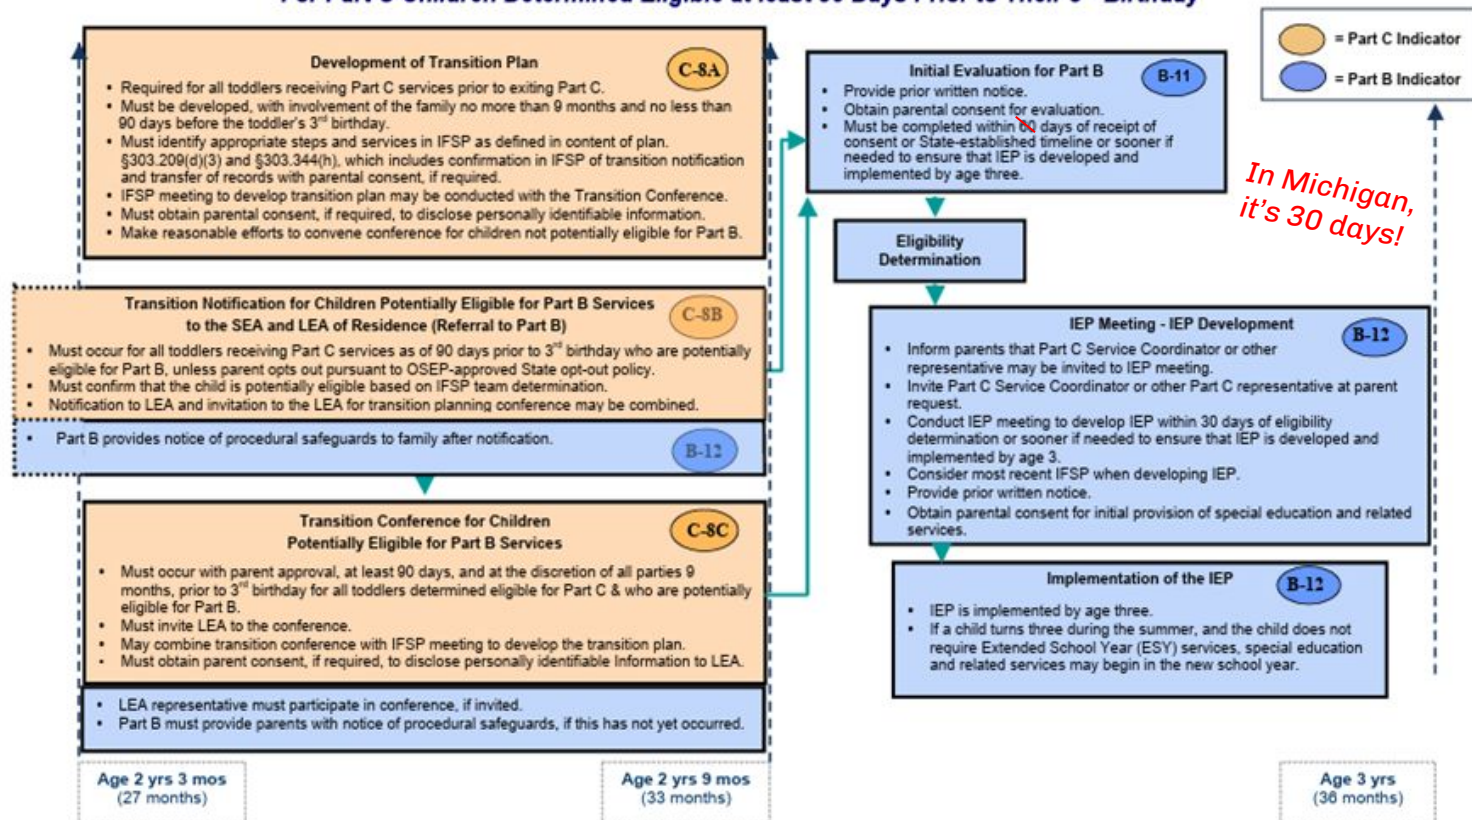 For Part C Children Determined Eligible at least 90 Days Prior to Their 3rd Birthday
Development of Transition Plan
C-8A
• Required for all toddlers receiving Part C services prior to exiting Part C.
• Must be developed, with involvement of the family no more than 9 months and no less than
90 days before the toddler's 3rd birthday.
• Must identify appropriate steps and services in IFSP as defined in content of plan.
§303.209(d)(3) and §303.344(h), which includes confirmation in IFSP of transition notification
and transfer of records with parental consent, if required.
• IFSP meeting to develop transition plan may be conducted with the Transition Conference.
• Must obtain parental consent, if required, to disclose personally identifiable information.
• Make reasonable efforts to convene conference for children not potentially eligible for Part B.
Transition Notification for Children Potentially Eligible for Part B Services
to the SEA and LEA of Residence (Referral to Part B)
C-8B
• Must occur for all toddlers receiving Part C services as of 90 days prior to 3rd birthday who are potentially
eligible for Part B, unless parent opts out pursuant to OSEP-approved State opt-out policy.
• Must confirm that the child is potentially eligible based on IFSP team determination.
• Notification to LEA and invitation to the LEA for transition planning conference may be combined.
• Part B provides notice of procedural safeguards to family after notification.
B-12
Transition Conference for Children
Potentially Eligible for Part B Services
C-8C
• Must occur with parent approval, at least 90 days, and at the discretion of all parties 9
months, prior to 3rd birthday for all toddlers determined eligible for Part C & who are potentially
eligible for Part B.
• Must invite LEA to the conference.
• May combine transition conference with IFSP meeting to develop the transition plan.
• Must obtain parent consent, if required, to disclose personally identifiable Information to LEA.
• LEA representative must participate in conference, if invited.
• Part B must provide parents with notice of procedural safeguards, if this has not yet occurred.
Age 2 yrs 3 mos
(27 months)
Age 2 yrs 9 mos
(33 months)
Initial Evaluation for Part B
B-11
• Provide prior written notice.
• Obtain parental consent for evaluation.
• Must be completed within 60 days of receipt of
consent or State-established timeline or sooner if
needed to ensure that IEP is developed and
implemented by age three.
Eligibility
Determination
IEP Meeting - IEP Development
B-12
• Inform parents that Part C Service Coordinator or other
representative may be invited to IEP meeting.
• Invite Part C Service Coordinator or other Part C representative at parent
request.
• Conduct IEP meeting to develop IEP within 30 days of eligibility
determination or sooner if needed to ensure that IEP is developed and
implemented by age 3.
• Consider most recent IFSP when developing IEP.
• Provide prior written notice.
• Obtain parental consent for initial provision of special education and related
services.
Implementation of the IEP
B-12
• IEP is implemented by age three.
• If a child turns three during the summer, and the child does not
require Extended School Year (ESY) services, special education
and related services may begin in the new school year.
= Part C Indicator
= Part B Indicator
In Michigan,
it's 30 days!
Age 3 yrs
(36 months)